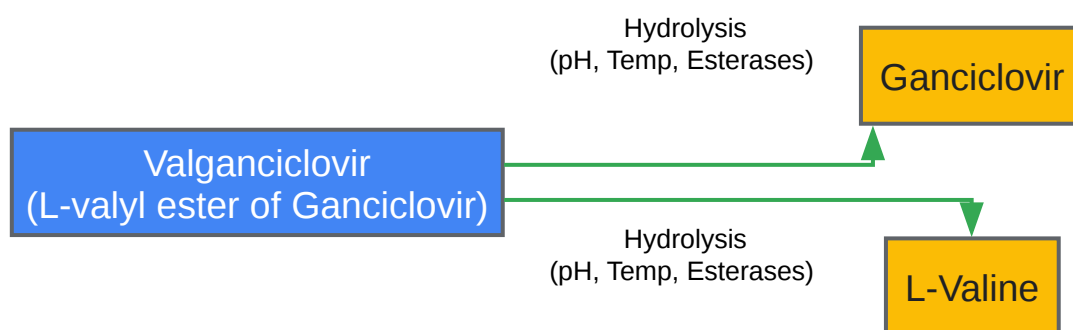 Hydrolysis
(pH, Temp, Esterases)
Ganciclovir
Valganciclovir
(L-valyl ester of Ganciclovir)
Hydrolysis
(pH, Temp, Esterases)
L-Valine